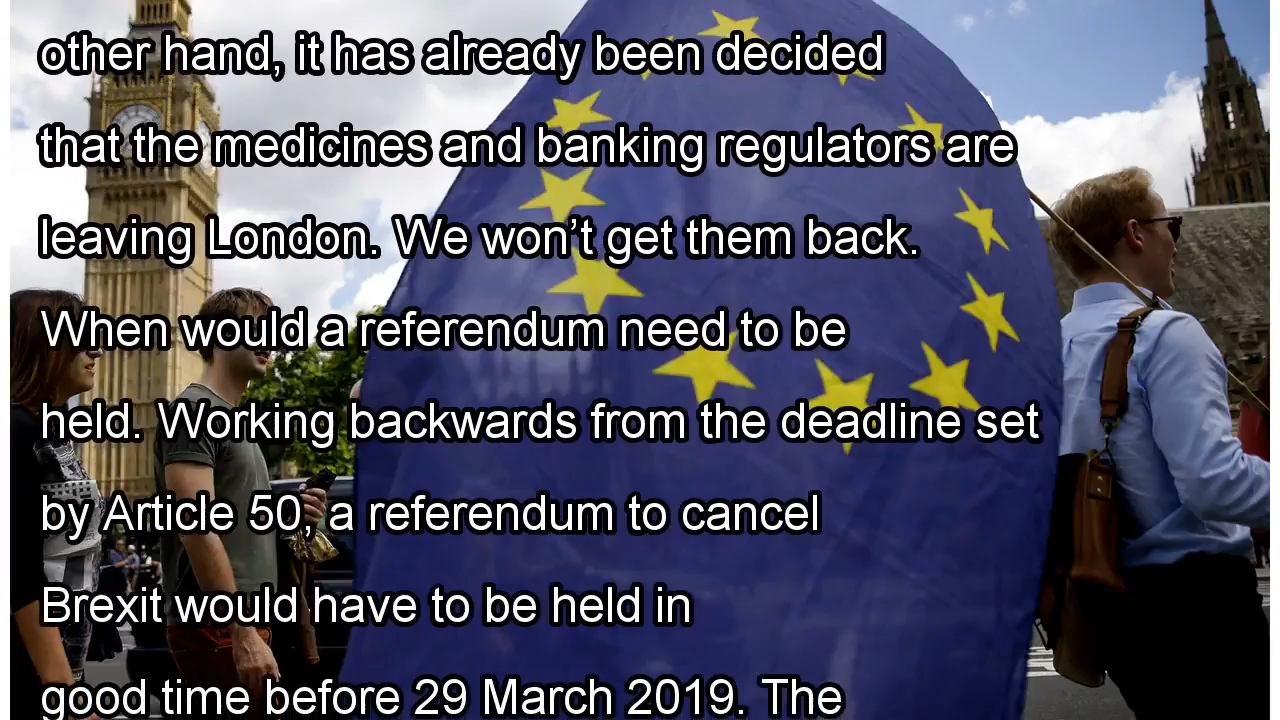 other hand, it has already been decided
that the medicines and banking regulators are
leaving London. We won’t get them back.
When would a referendum need to be
held. Working backwards from the deadline set
by Article 50, a referendum to cancel
Brexit would have to be held in
good time before 29 March 2019. The